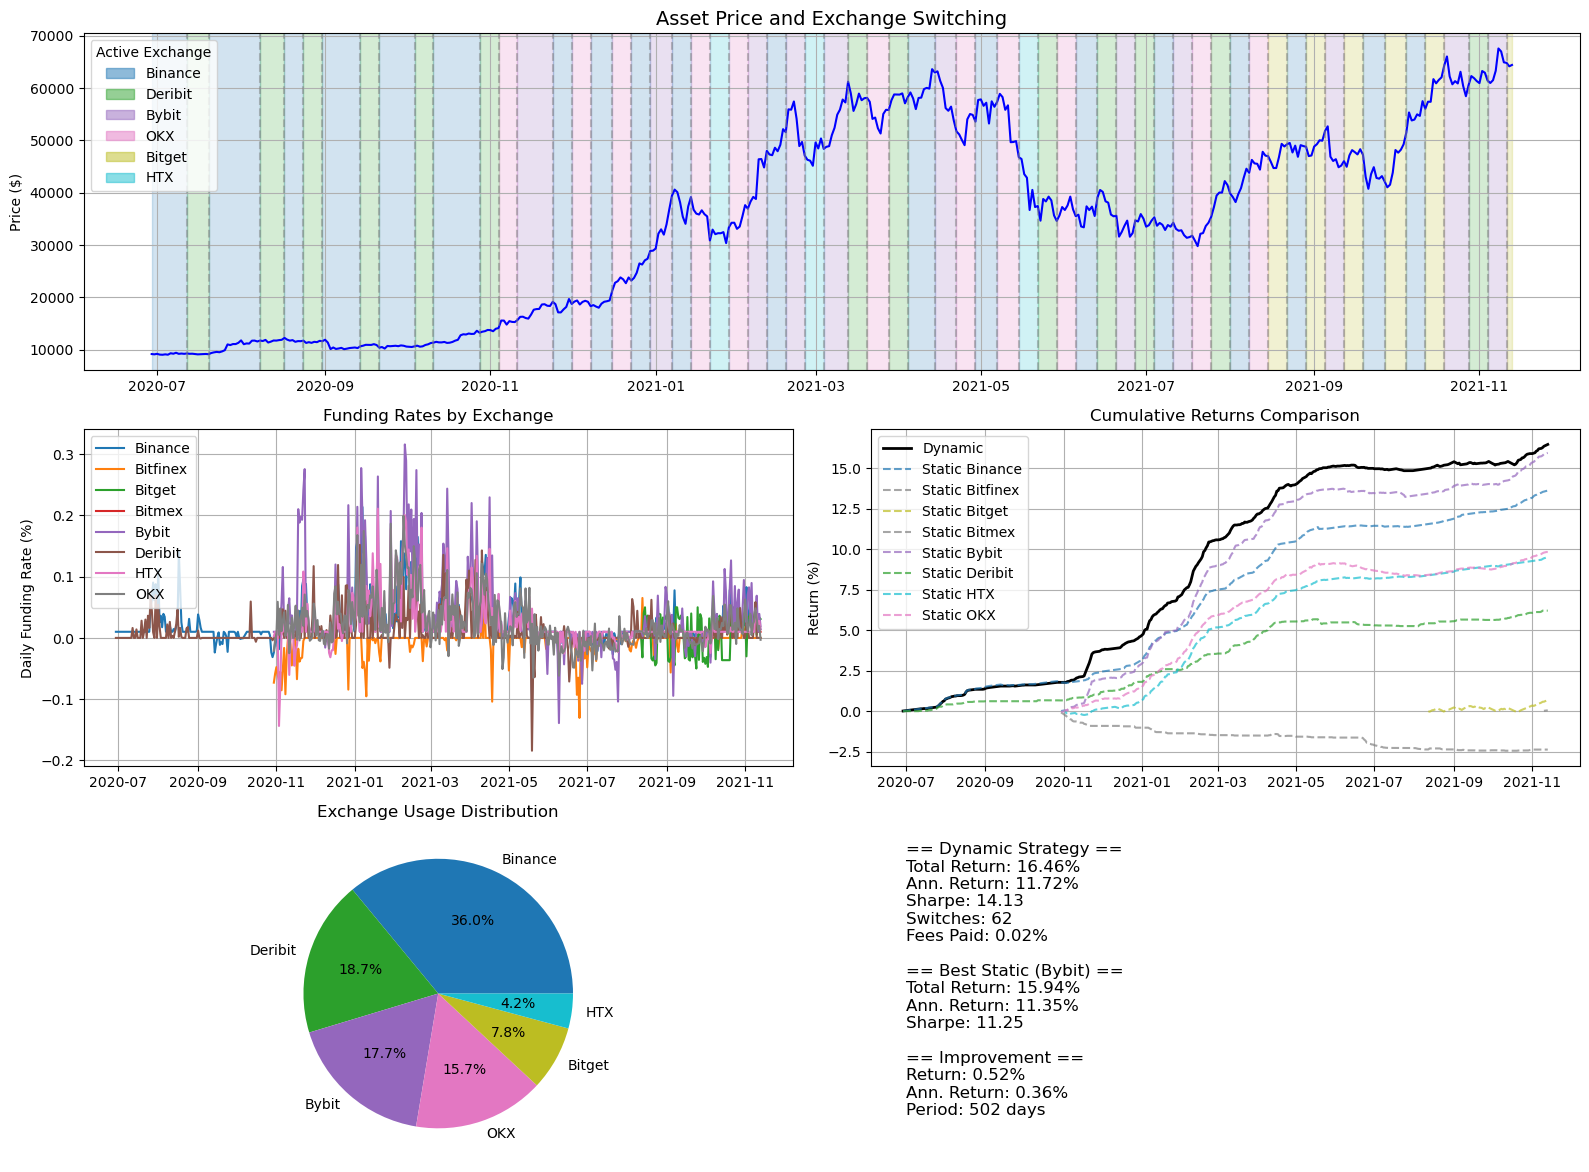 Asset Price and Exchange Switching
Price ($)
70000
60000
50000
40000
30000
20000
10000
Active Exchange
Binance
Deribit
Bybit
OKX
Bitget
HTX
2020-07
2020-09
2020-11
2021-01
2021-03
2021-05
2021-07
2021-09
2021-11
Funding Rates by Exchange
Daily Funding Rate (%)
0.3
0.2
0.1
0.0
−0.1
−0.2
Binance
Bitfinex
Bitget
Bitmex
Bybit
Deribit
HTX
OKX
2020-07
2020-09
2020-11
2021-01
2021-03
2021-05
2021-07
2021-09
2021-11
Cumulative Returns Comparison
Return (%)
15.0
12.5
10.0
7.5
5.0
2.5
0.0
−2.5
Dynamic
Static Binance
Static Bitfinex
Static Bitget
Static Bitmex
Static Bybit
Static Deribit
Static HTX
Static OKX
2020-07
2020-09
2020-11
2021-01
2021-03
2021-05
2021-07
2021-09
2021-11
Exchange Usage Distribution
Binance
36.0%
Deribit
18.7%
Bybit
17.7%
OKX
15.7%
Bitget
7.8%
HTX
4.2%
== Dynamic Strategy ==
Total Return: 16.46%
Ann. Return: 11.72%
Sharpe: 14.13
Switches: 62
Fees Paid: 0.02%
== Best Static (Bybit) ==
Total Return: 15.94%
Ann. Return: 11.35%
Sharpe: 11.25
== Improvement ==
Return: 0.52%
Ann. Return: 0.36%
Period: 502 days